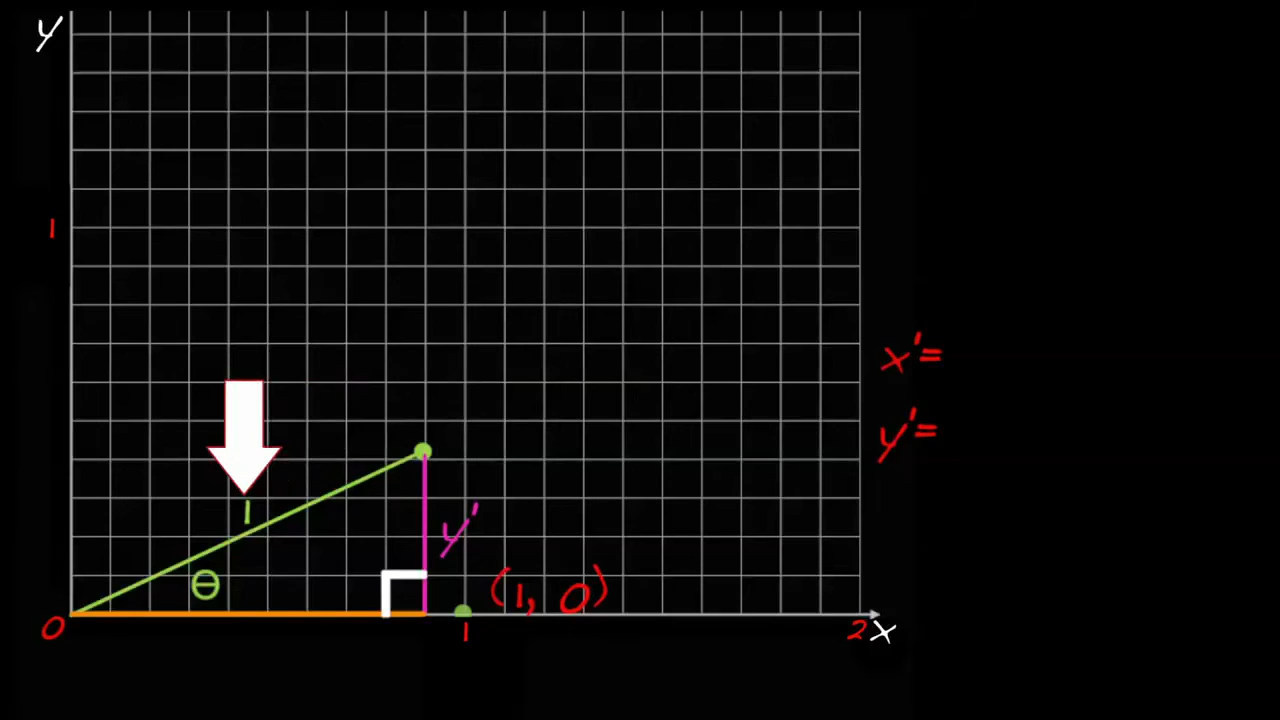 y
1
x'=
y'=
1
y'
θ
(1, 0)
0
1
2
x